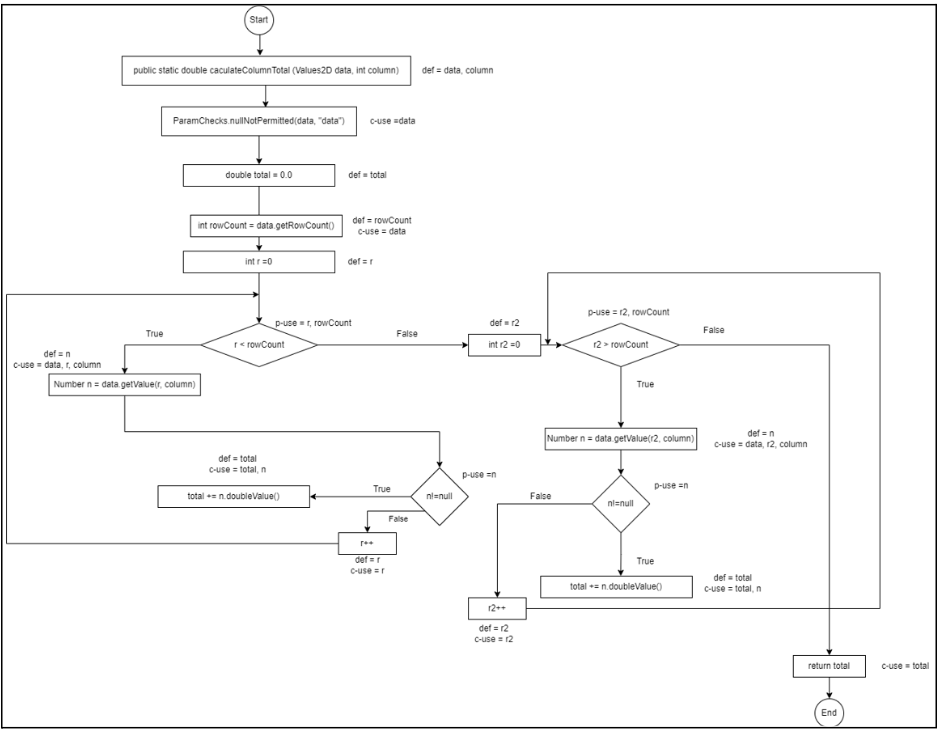 Start
public static double caculateColumnTotal (Values2D data, int column)
def = data, column
ParamChecks.nullNotPermitted(data, "data")
c-use =data
double total = 0.0
def = total
int rowCount = data.getRowCount()
def = rowCount
c-use = data
int r =0
def = r
p-use = r, rowCount
True
r < rowCount
False
def = n
c-use = data, r, column
Number n = data.getValue(r, column)
def = total
c-use = total, n
p-use =n
total += n.doubleValue()
True
n!=null
False
r++
def = r
c-use = r
def = r2
int r2 =0
p-use = r2, rowCount
r2 > rowCount
False
True
Number n = data.getValue(r2, column)
def = n
c-use = data, r2, column
p-use =n
False
n!=null
True
total += n.doubleValue()
def = total
c-use = total, n
r2++
def = r2
c-use = r2
return total
c-use = total
End